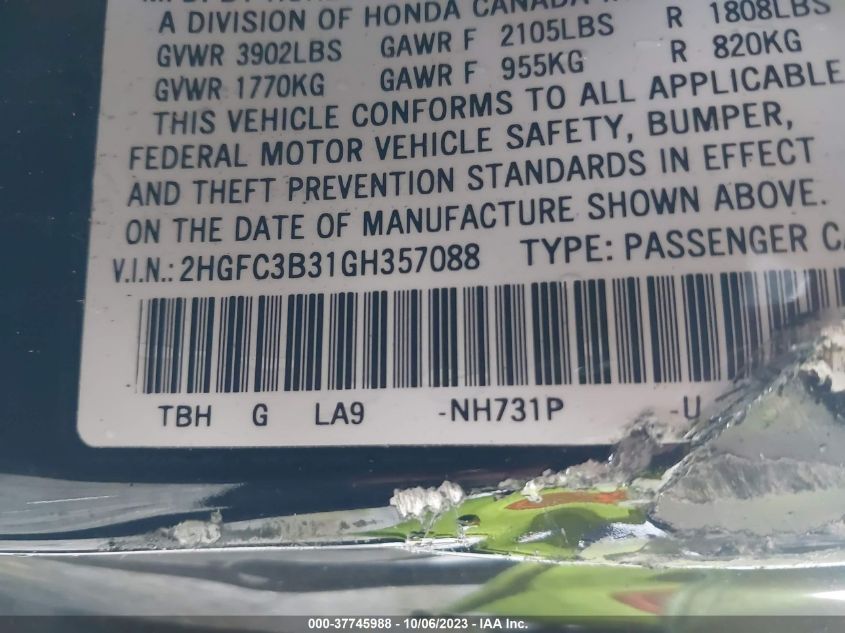 A DIVISION OF HONDA CANADA
GVWR 3902LBS GAWR F 2105LBS R 1808LBS
GVWR 1770KG GAWR F 955KG R 820KG
THIS VEHICLE CONFORMS TO ALL APPLICABLE
FEDERAL MOTOR VEHICLE SAFETY, BUMPER,
AND THEFT PREVENTION STANDARDS IN EFFECT
ON THE DATE OF MANUFACTURE SHOWN ABOVE.
V.I.N.: 2HGFC3B31GH357088 TYPE: PASSENGER
TBH G LA9 -NH731P -U
000-37745988 - 10/06/2023 - IAA Inc.